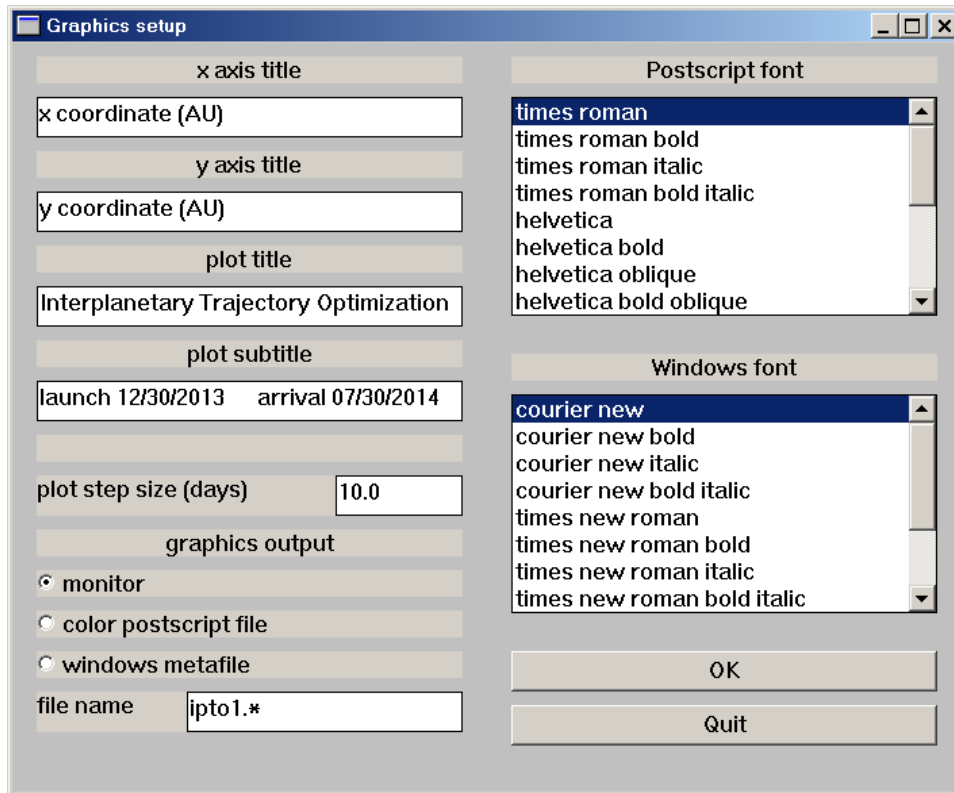 Graphics setup
x axis title
x coordinate (AU)
y axis title
y coordinate (AU)
plot title
Interplanetary Trajectory Optimization
plot subtitle
launch 12/30/2013 arrival 07/30/2014
plot step size (days) 10.0
graphics output
monitor
color postscript file
windows metafile
file name ipto1.*
Postscript font
times roman
times roman bold
times roman italic
times roman bold italic
helvetica
helvetica bold
helvetica oblique
helvetica bold oblique
Windows font
courier new
courier new bold
courier new italic
courier new bold italic
times new roman
times new roman bold
times new roman italic
times new roman bold italic
OK
Quit